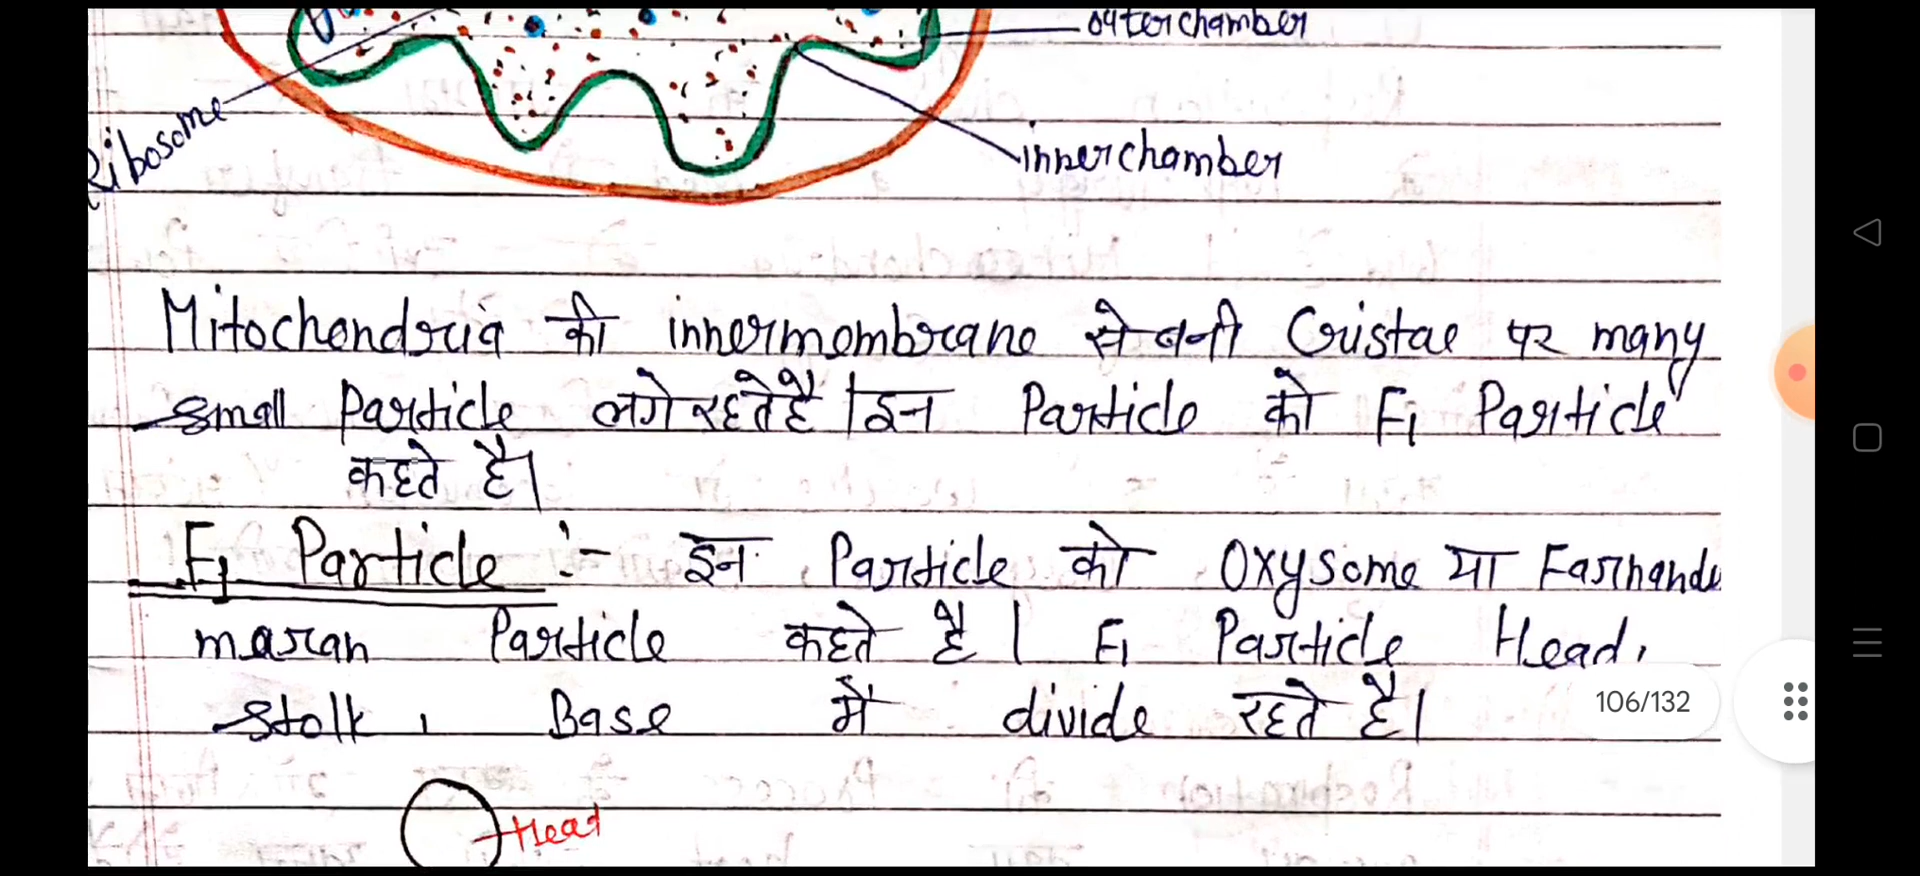 outer chamber
Ribosome
inner chamber
Mitochondria की innermembrane से बनी Cristae पर many
small Particle लगे रहते है। इन Particle को F1 Particle
कहते है।
F1 Particle :- इन Particle को Oxysome या Farnandu
maran Particle कहते है। F1 Particle Head,
Stolk, Base में divide रहते है।
106/132
Head